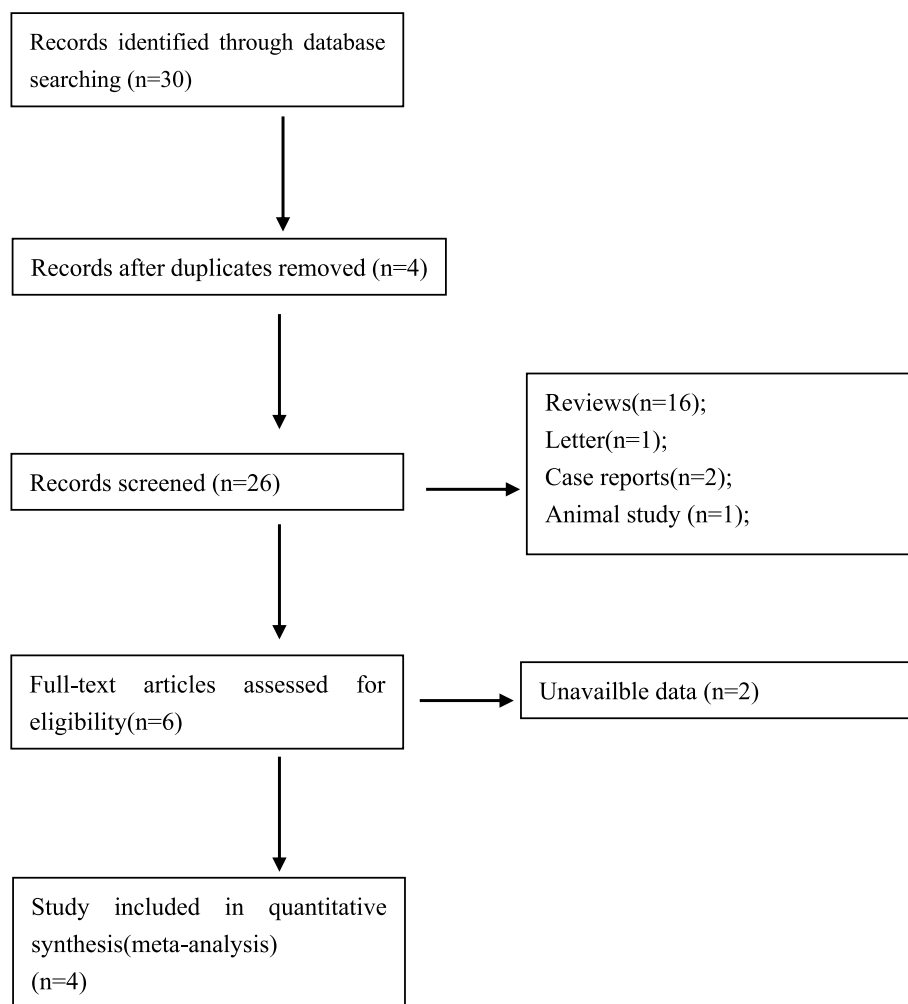 Records identified through database
searching (n=30)
Records after duplicates removed (n=4)
Records screened (n=26)
Reviews(n=16);
Letter(n=1);
Case reports(n=2);
Animal study (n=1);
Full-text articles assessed for
eligibility(n=6)
Unavailble data (n=2)
Study included in quantitative
synthesis(meta-analysis)
(n=4)